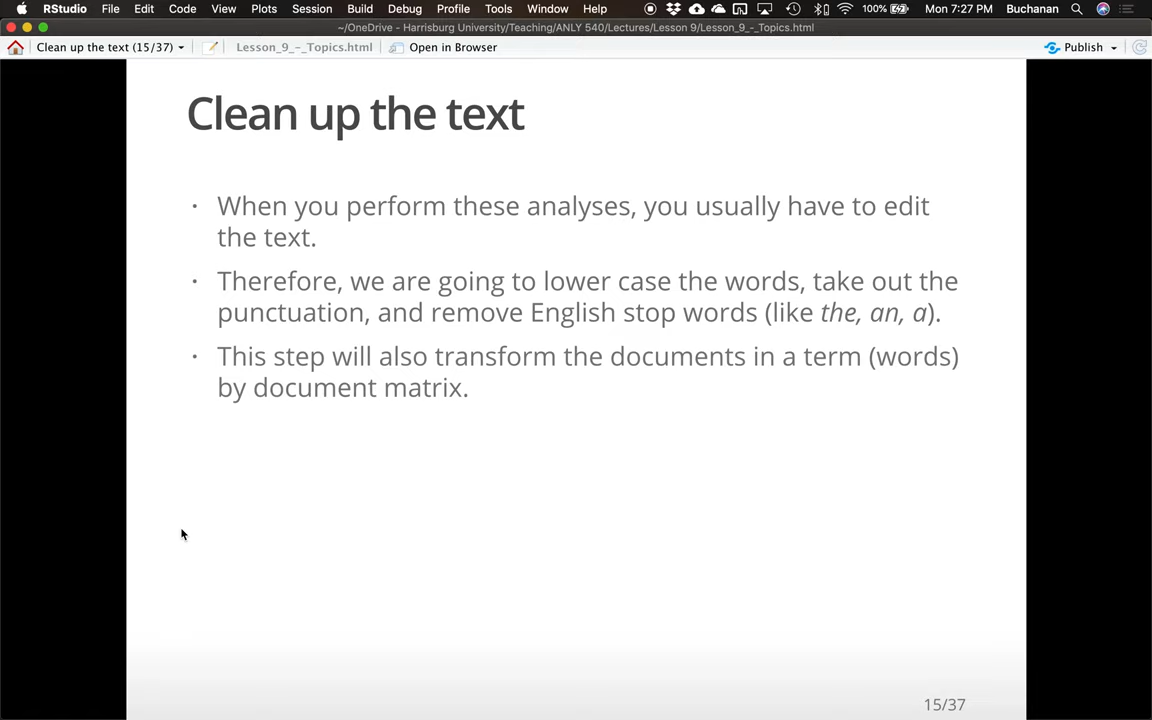 RStudio File Edit Code View Plots Session Build Debug Profile Tools Window Help 100% Mon 7:27 PM Buchanan
~/OneDrive - Harrisburg University/Teaching/ANLY 540/Lectures/Lesson 9/Lesson_9_-_Topics.html
Clean up the text (15/37) Lesson_9_-_Topics.html Open in Browser Publish
Clean up the text
• When you perform these analyses, you usually have to edit
the text.
• Therefore, we are going to lower case the words, take out the
punctuation, and remove English stop words (like the, an, a).
• This step will also transform the documents in a term (words)
by document matrix.
15/37